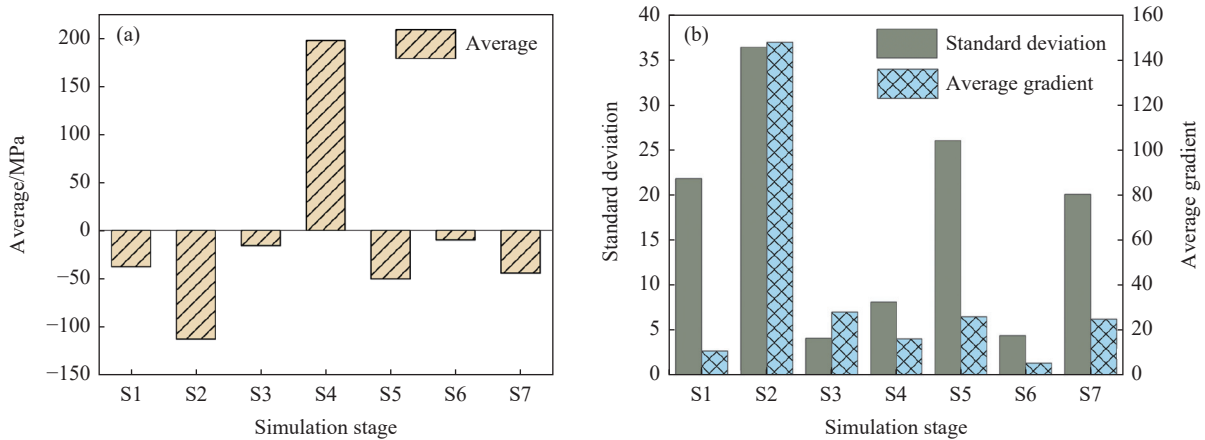 (a)
Average
200
150
100
50
0
−50
−100
−150
Average/MPa
S1 S2 S3 S4 S5 S6 S7
Simulation stage
(b)
Standard deviation
Average gradient
40
35
30
25
20
15
10
5
0
Standard deviation
160
140
120
100
80
60
40
20
0
Average gradient
S1 S2 S3 S4 S5 S6 S7
Simulation stage